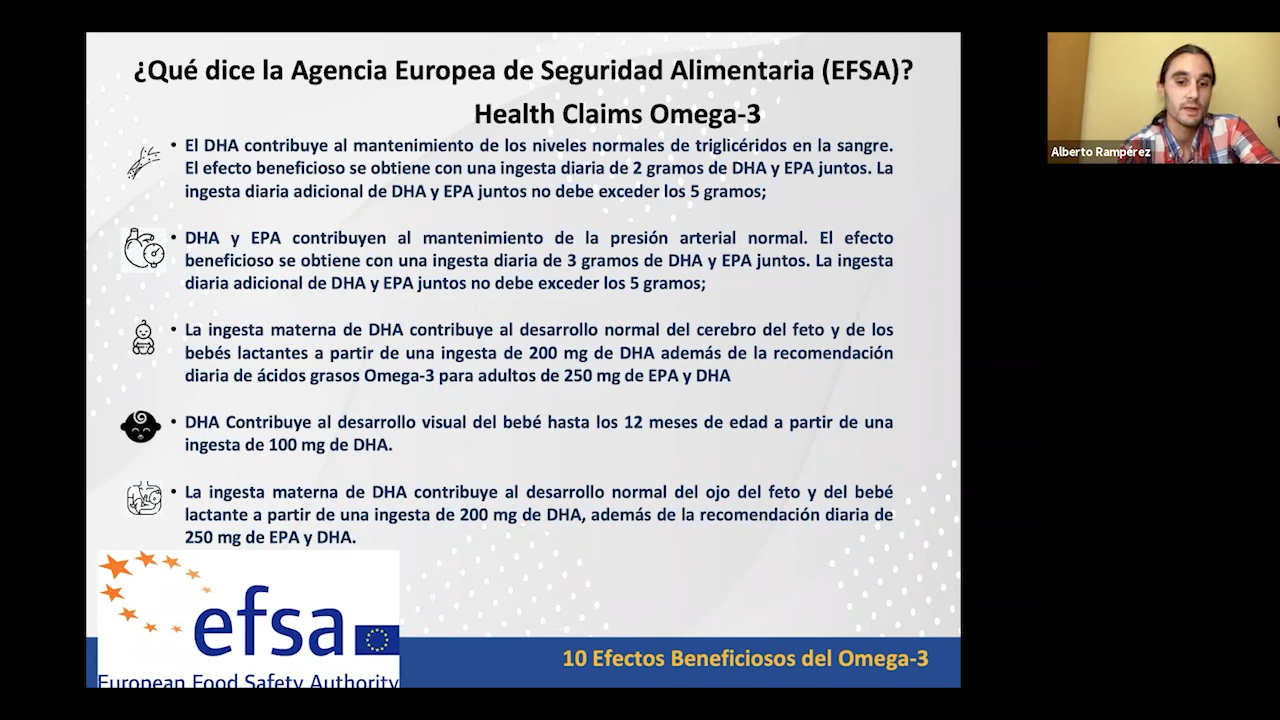 ¿Qué dice la Agencia Europea de Seguridad Alimentaria (EFSA)?
Health Claims Omega-3
• El DHA contribuye al mantenimiento de los niveles normales de triglicéridos en la sangre.
El efecto beneficioso se obtiene con una ingesta diaria de 2 gramos de DHA y EPA juntos. La
ingesta diaria adicional de DHA y EPA juntos no debe exceder los 5 gramos;
• DHA y EPA contribuyen al mantenimiento de la presión arterial normal. El efecto
beneficioso se obtiene con una ingesta diaria de 3 gramos de DHA y EPA juntos. La ingesta
diaria adicional de DHA y EPA juntos no debe exceder los 5 gramos;
• La ingesta materna de DHA contribuye al desarrollo normal del cerebro del feto y de los
bebés lactantes a partir de una ingesta de 200 mg de DHA además de la recomendación
diaria de ácidos grasos Omega-3 para adultos de 250 mg de EPA y DHA
• DHA Contribuye al desarrollo visual del bebé hasta los 12 meses de edad a partir de una
ingesta de 100 mg de DHA.
• La ingesta materna de DHA contribuye al desarrollo normal del ojo del feto y del bebé
lactante a partir de una ingesta de 200 mg de DHA, además de la recomendación diaria de
250 mg de EPA y DHA.
efsa
European Food Safety Authority
10 Efectos Beneficiosos del Omega-3
Alberto Rampérez